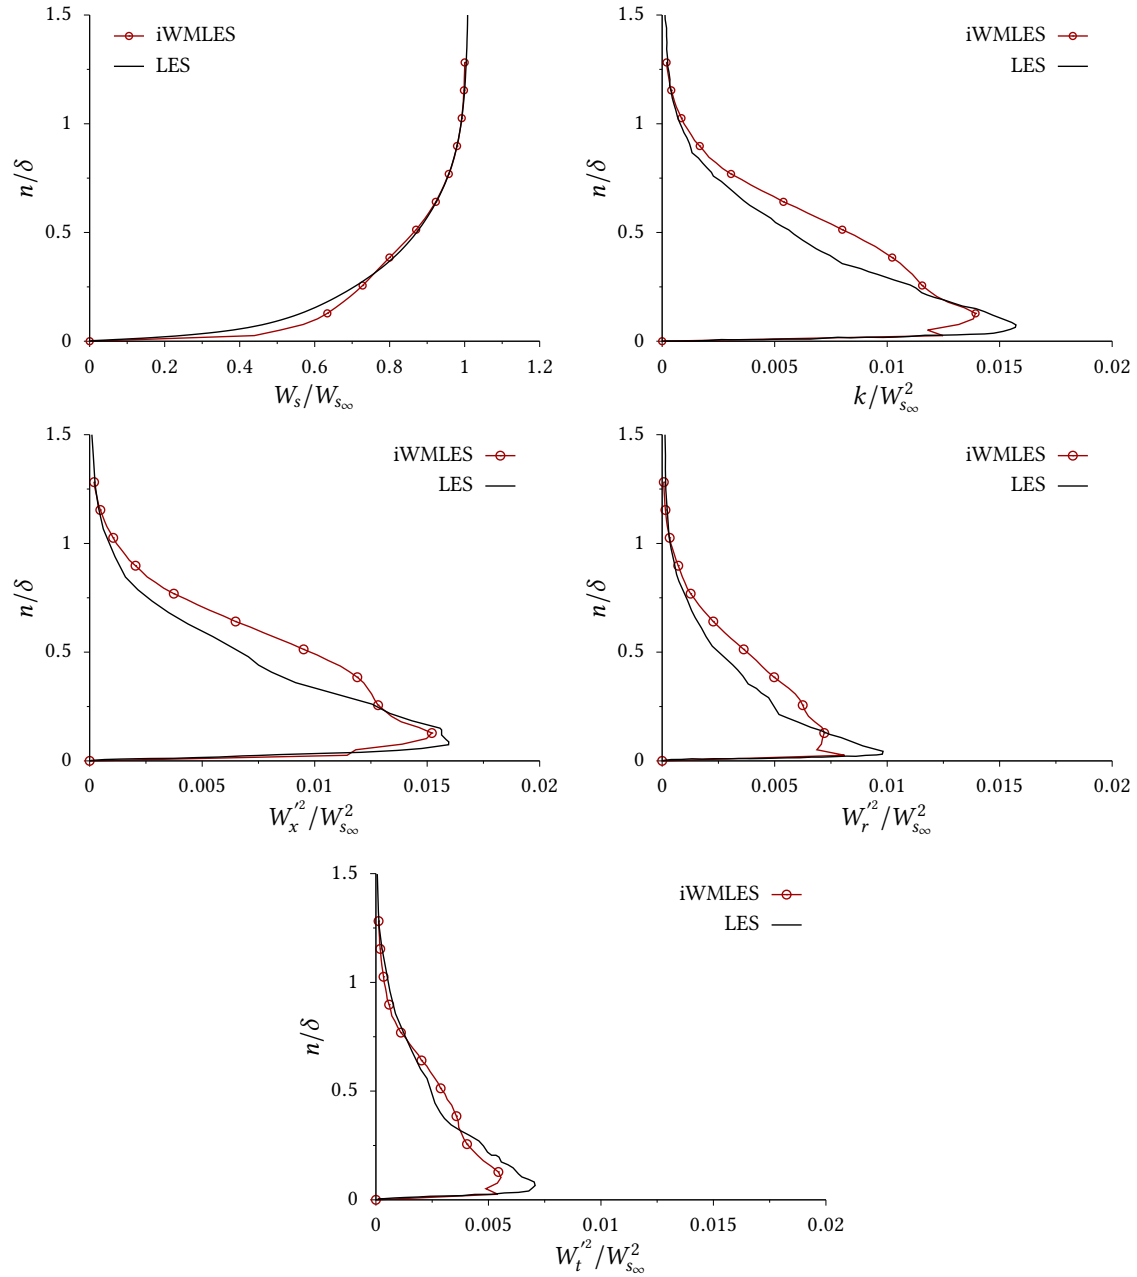 1.5
1
0.5
0
n/δ
iWMLES
LES
0 0.2 0.4 0.6 0.8 1 1.2
W_s/W_{s_∞}
1.5
1
0.5
0
n/δ
iWMLES
LES
0 0.005 0.01 0.015 0.02
k/W_{s_∞}^2
1.5
1
0.5
0
n/δ
iWMLES
LES
0 0.005 0.01 0.015 0.02
W_x^{′2}/W_{s_∞}^2
1.5
1
0.5
0
n/δ
iWMLES
LES
0 0.005 0.01 0.015 0.02
W_r^{′2}/W_{s_∞}^2
1.5
1
0.5
0
n/δ
iWMLES
LES
0 0.005 0.01 0.015 0.02
W_t^{′2}/W_{s_∞}^2